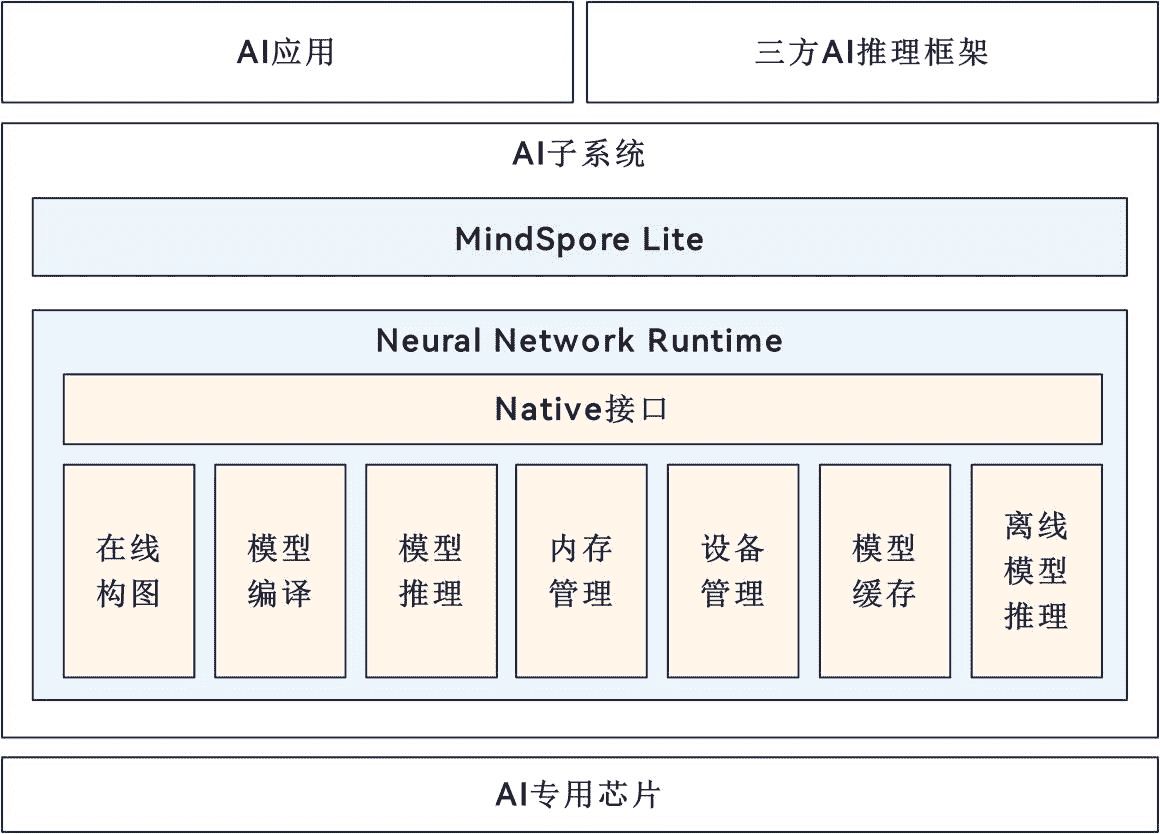 AI应用
三方AI推理框架
AI子系统
MindSpore Lite
Neural Network Runtime
Native接口
在线
构图
模型
编译
模型
推理
内存
管理
设备
管理
模型
缓存
离线
模型
推理
AI专用芯片